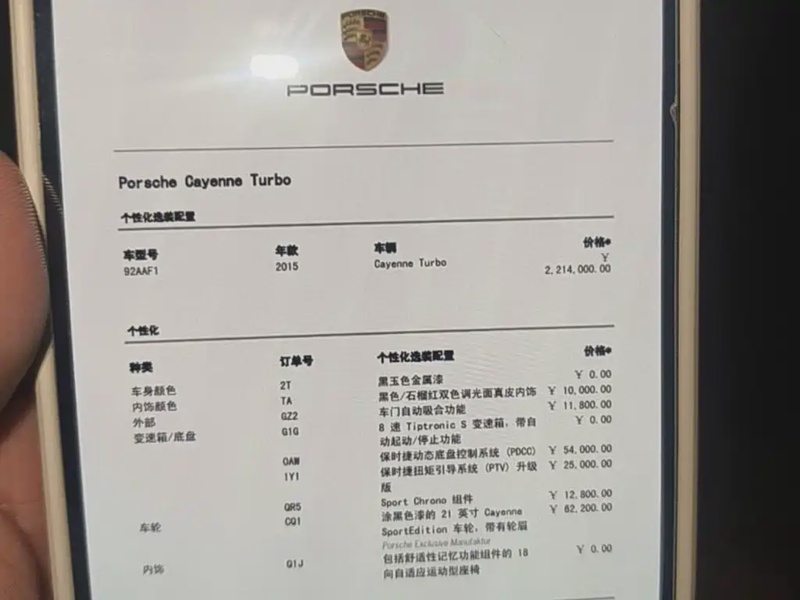 PORSCHE
PORSCHE
Porsche Cayenne Turbo
个性化选装配置
车型号 年款 车辆 价格*
92AAF1 2015 Cayenne Turbo ¥ 2,214,000.00
个性化
种类 订单号 个性化选装配置 价格*
车身颜色 2T 黑玉色金属漆 ¥ 0.00
内饰颜色 TA 黑色/石榴红双色调光面真皮内饰 ¥ 10,000.00
外部 GZ2 车门自动吸合功能 ¥ 11,800.00
变速箱/底盘 G1G 8 速 Tiptronic S 变速箱，带自 ¥ 0.00
动起动/停止功能
0AW 保时捷动态底盘控制系统 (PDCC) ¥ 54,000.00
1Y1 保时捷扭矩引导系统 (PTV) 升级 ¥ 25,000.00
版
QR5 Sport Chrono 组件 ¥ 12,800.00
车轮 CQ1 涂黑色漆的 21 英寸 Cayenne ¥ 62,200.00
SportEdition 车轮，带有轮眉
Porsche Exclusive Manufaktur
内饰 Q1J 包括舒适性记忆功能组件的 18 ¥ 0.00
向自适应运动型座椅